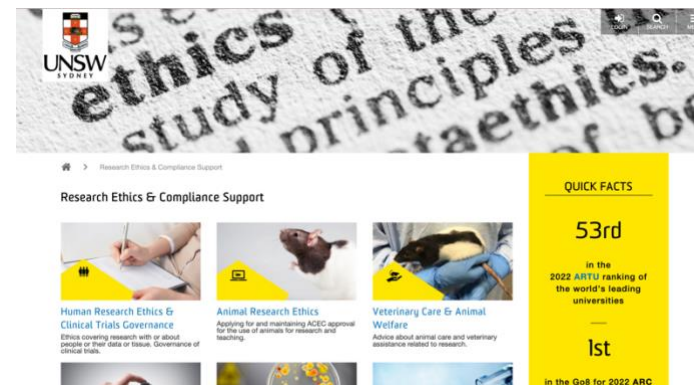 UNSW
SYDNEY
ethics
study of the
principles
taethics.
of be
LOGIN
SEARCH
Research Ethics & Compliance Support
Research Ethics & Compliance Support
Human Research Ethics &
Clinical Trials Governance
Ethics covering research with or about
people or their data or tissue. Governance of
clinical trials.
Animal Research Ethics
Applying for and maintaining ACEC approval
for the use of animals for research and
teaching.
Veterinary Care & Animal
Welfare
Advice about animal care and veterinary
assistance related to research.
QUICK FACTS
53rd
in the
2022 ARTU ranking of
the world's leading
universities
1st
in the Go8 for 2022 ARC